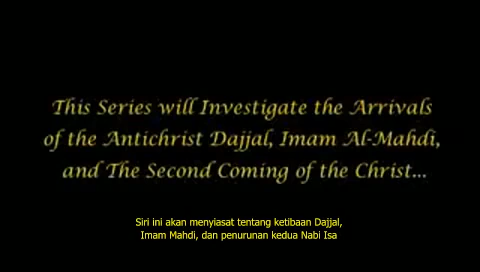 This Series will Investigate the Arrivals
of the Antichrist Dajjal, Imam Al-Mahdi,
and The Second Coming of the Christ...
Siri ini akan menyiasat tentang ketibaan Dajjal,
Imam Mahdi, dan penurunan kedua Nabi Isa